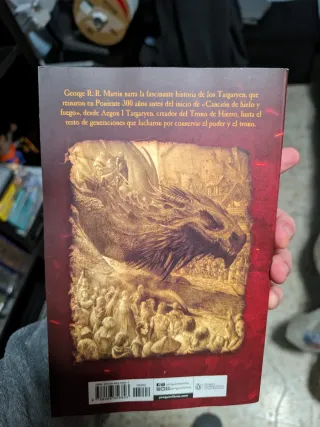 George R. R. Martin narra la fascinante historia de los Targaryen, que
reinaron en Poniente 300 años antes del inicio de «Canción de hielo y
fuego», desde Aegon I Targaryen, creador del Trono de Hierro, hasta el
resto de generaciones que lucharon por conservar el poder y el trono.